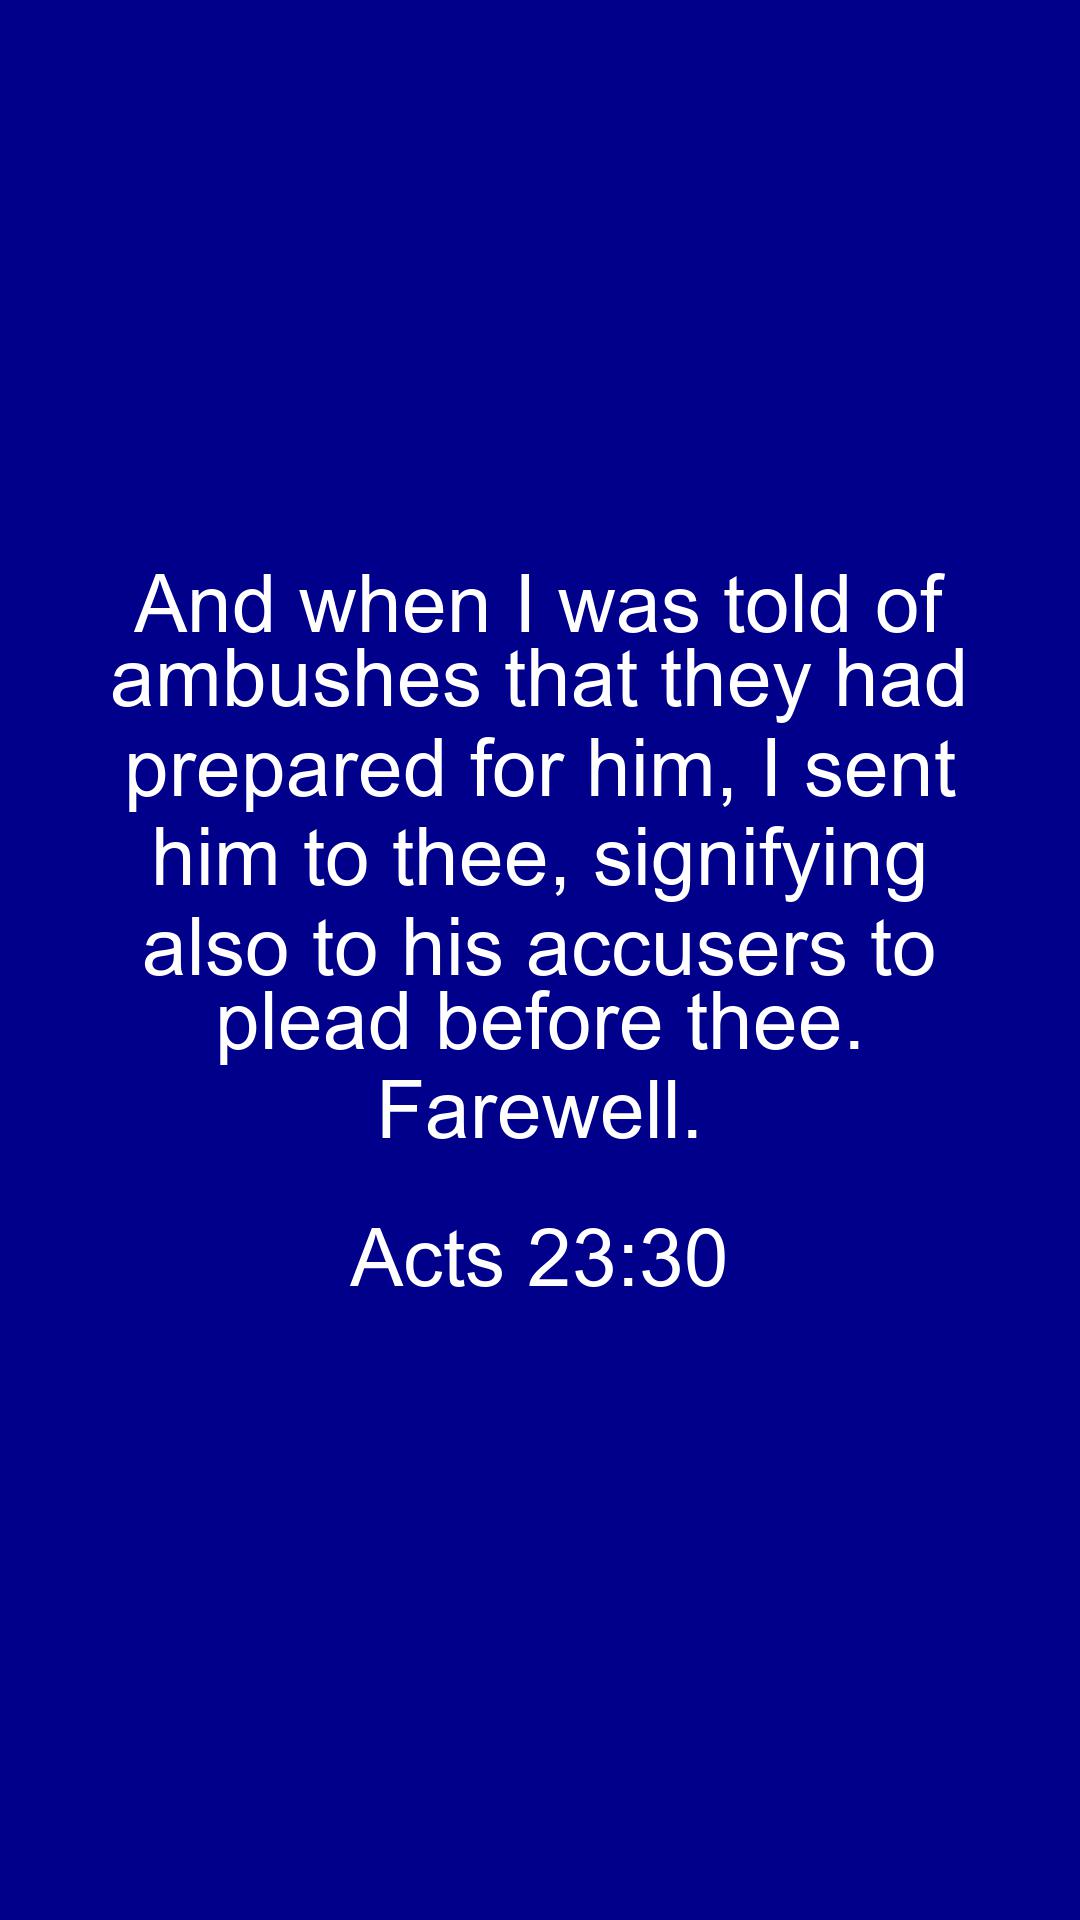 And when I was told of
ambushes that they had
prepared for him, I sent
him to thee, signifying
also to his accusers to
plead before thee.
Farewell.
Acts 23:30